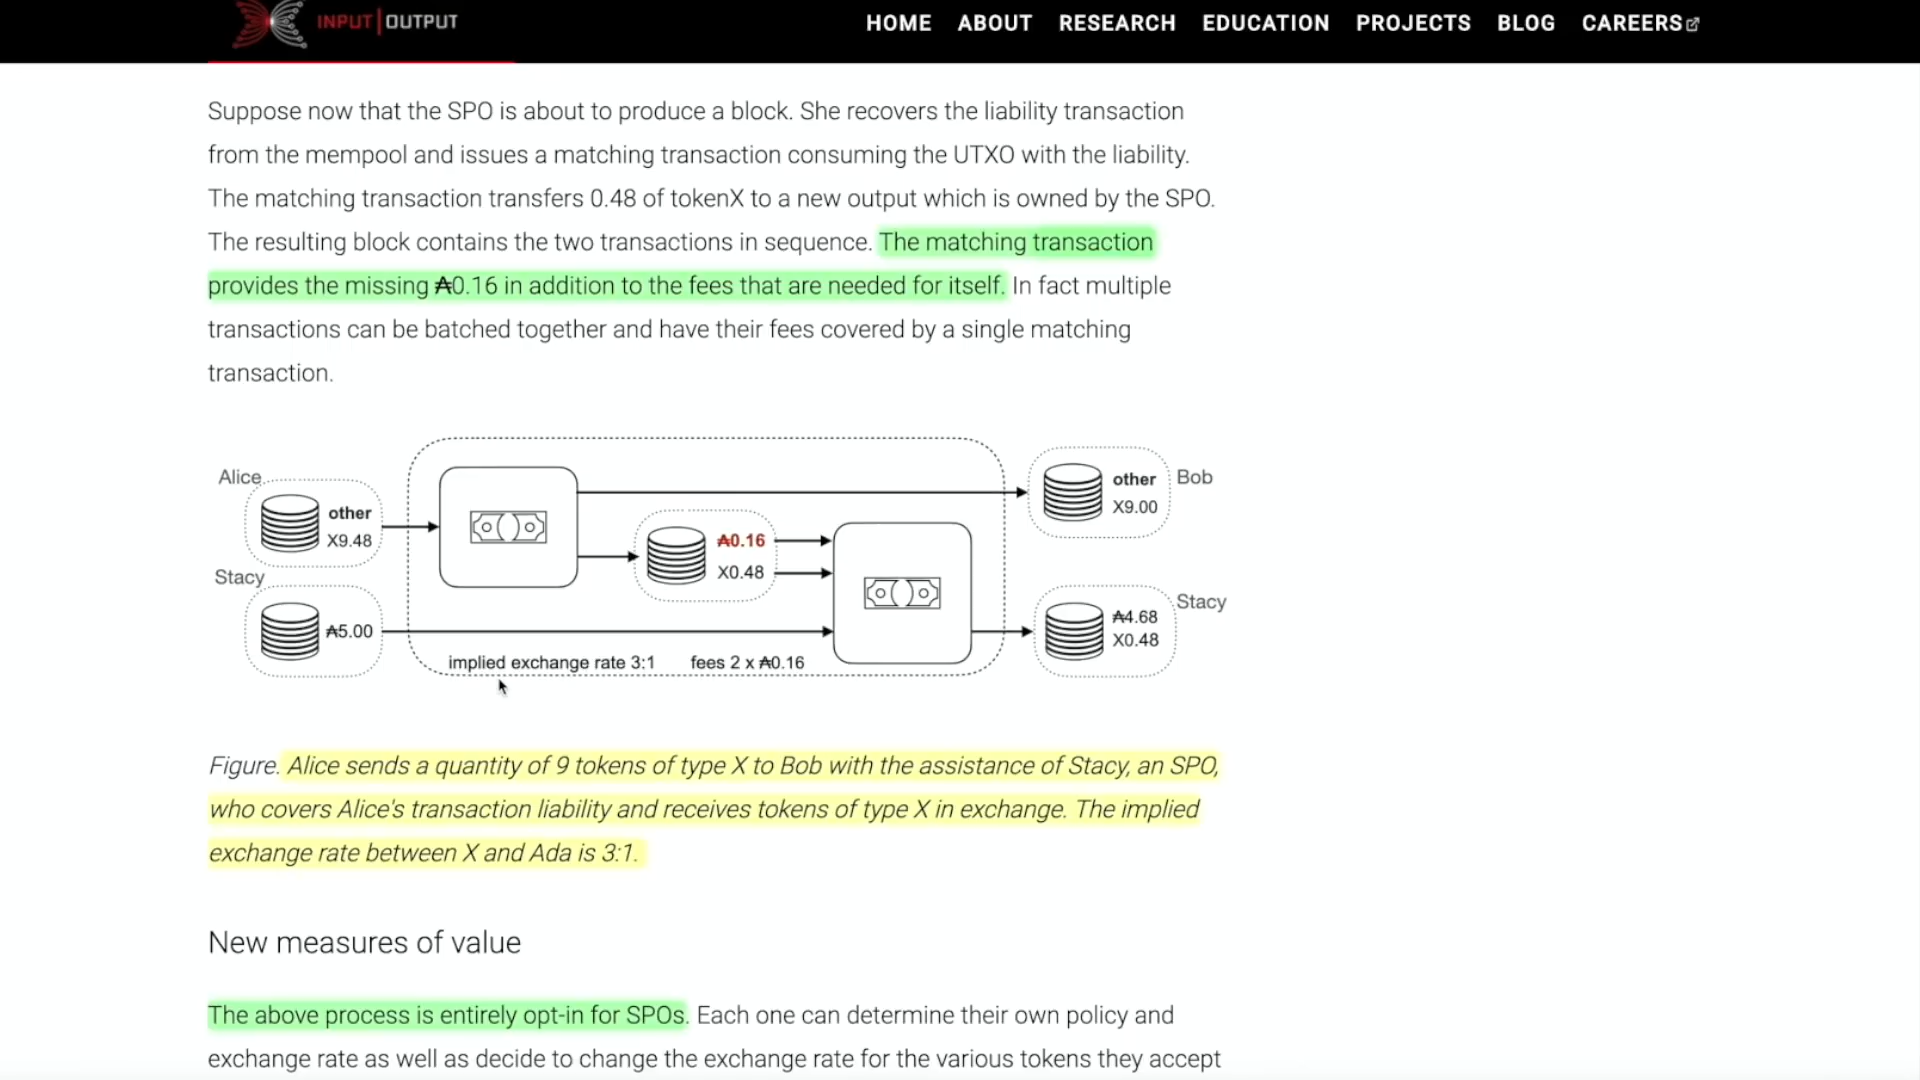 INPUT|OUTPUT
HOME ABOUT RESEARCH EDUCATION PROJECTS BLOG CAREERS
Suppose now that the SPO is about to produce a block. She recovers the liability transaction
from the mempool and issues a matching transaction consuming the UTXO with the liability.
The matching transaction transfers 0.48 of tokenX to a new output which is owned by the SPO.
The resulting block contains the two transactions in sequence. The matching transaction
provides the missing ₳0.16 in addition to the fees that are needed for itself. In fact multiple
transactions can be batched together and have their fees covered by a single matching
transaction.
Alice
other
X9.48
Stacy
₳5.00
₳0.16
X0.48
implied exchange rate 3:1 fees 2 x ₳0.16
other
X9.00
Bob
Stacy
₳4.68
X0.48
Figure. Alice sends a quantity of 9 tokens of type X to Bob with the assistance of Stacy, an SPO,
who covers Alice's transaction liability and receives tokens of type X in exchange. The implied
exchange rate between X and Ada is 3:1.
New measures of value
The above process is entirely opt-in for SPOs. Each one can determine their own policy and
exchange rate as well as decide to change the exchange rate for the various tokens they accept